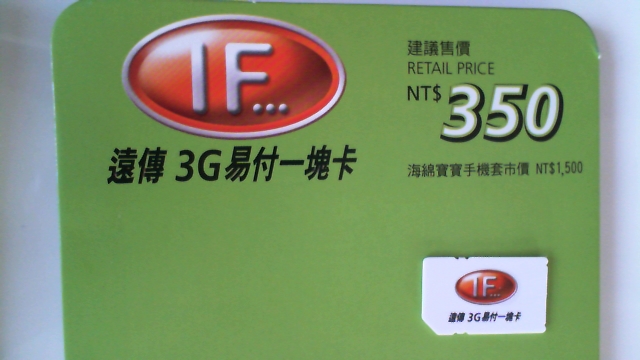 IF...
遠傳 3G易付一塊卡
建議售價
RETAIL PRICE
NT$ 350
海綿寶寶手機套市價 NT$1,500
IF...
遠傳 3G易付一塊卡